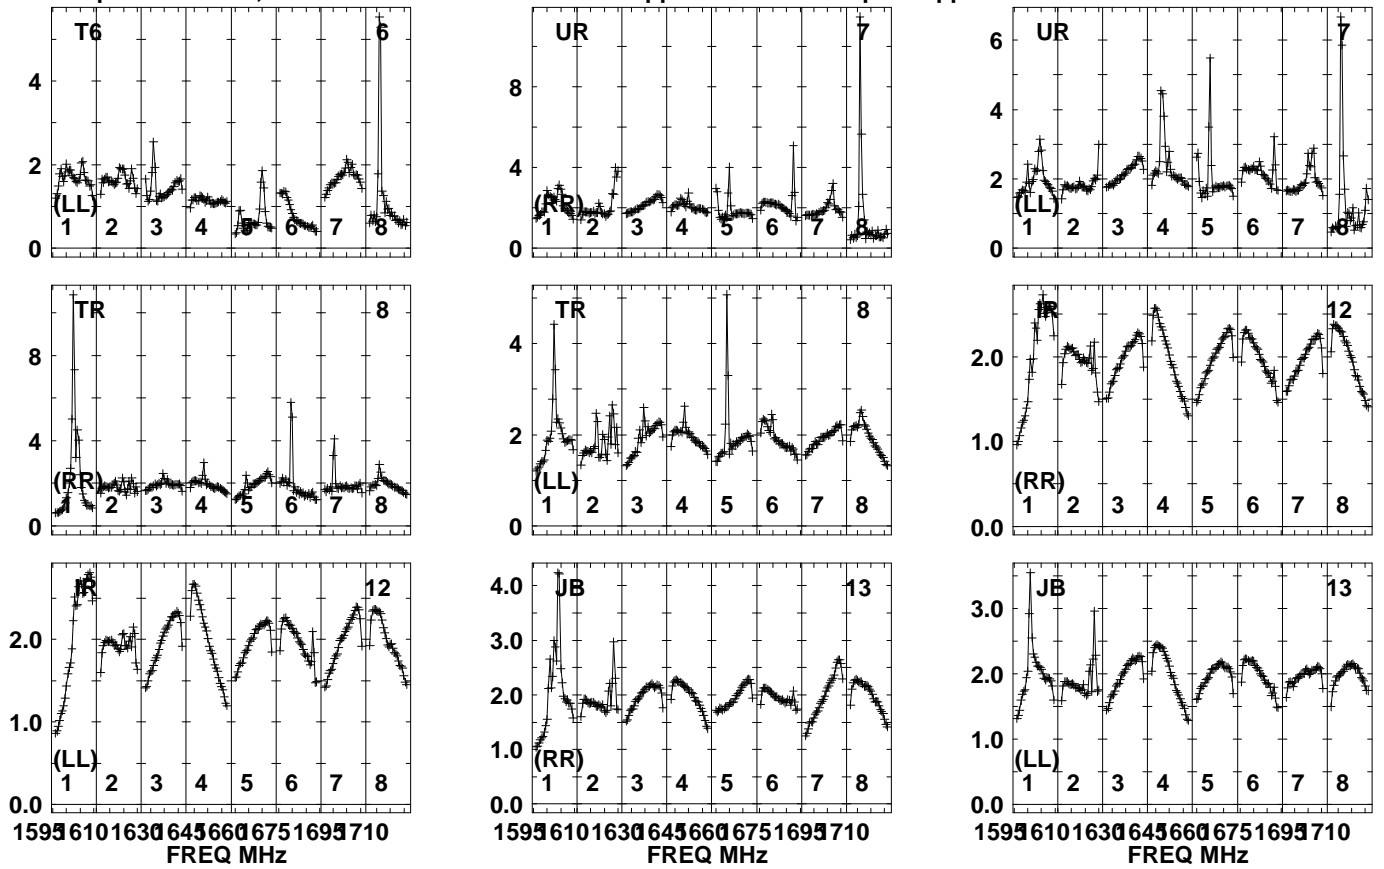 T6 6 UR 7 UR 7
4 8 6
2 4 4
2
(LL) (RR) (LL)
1 2 3 4 5 6 7 8 1 2 3 4 5 6 7 8 1 2 3 4 5 6 7 8
0 0 0
TR 8 TR 8 IR 12
8 4 2.0
4 2 1.0
(RR) (LL) (RR)
1 2 3 4 5 6 7 8 1 2 3 4 5 6 7 8 1 2 3 4 5 6 7 8
0 0 0.0
IR 12 JB 13 JB 13
4.0
2.0 3.0 3.0
2.0 2.0
1.0 1.0 1.0
(LL) (RR) (LL)
1 2 3 4 5 6 7 8 1 2 3 4 5 6 7 8 1 2 3 4 5 6 7 8
0.0 0.0 0.0
1595 1610 1630 1645 1660 1675 1695 1710 1595 1610 1630 1645 1660 1675 1695 1710 1595 1610 1630 1645 1660 1675 1695 1710
FREQ MHz FREQ MHz FREQ MHz